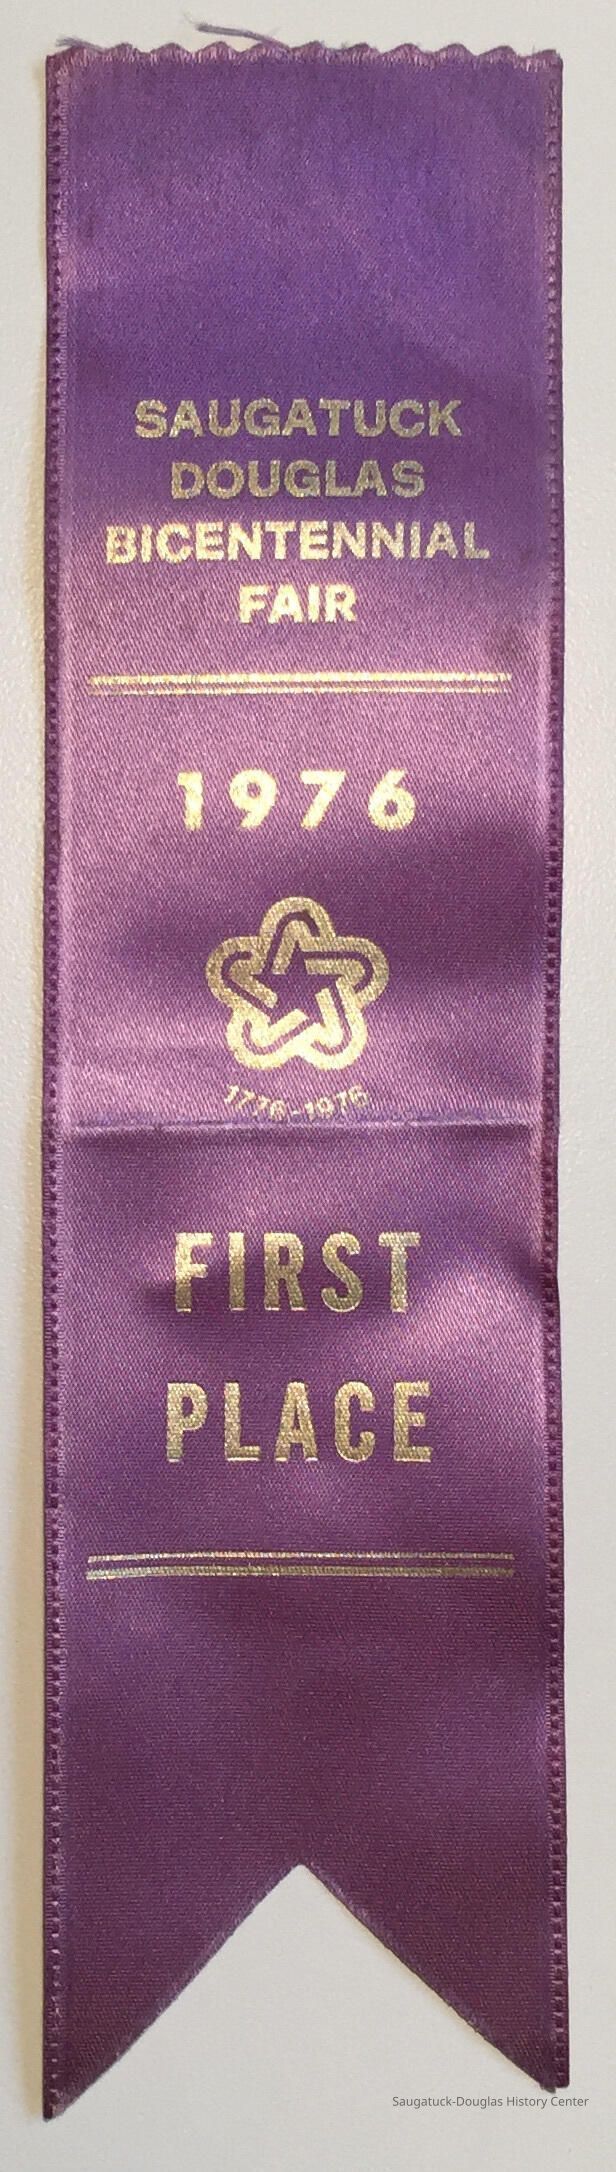 SAUGATUCK
DOUGLAS
BICENTENNIAL
FAIR
1976
1776-1976
FIRST
PLACE
Saugatuck-Douglas History Center